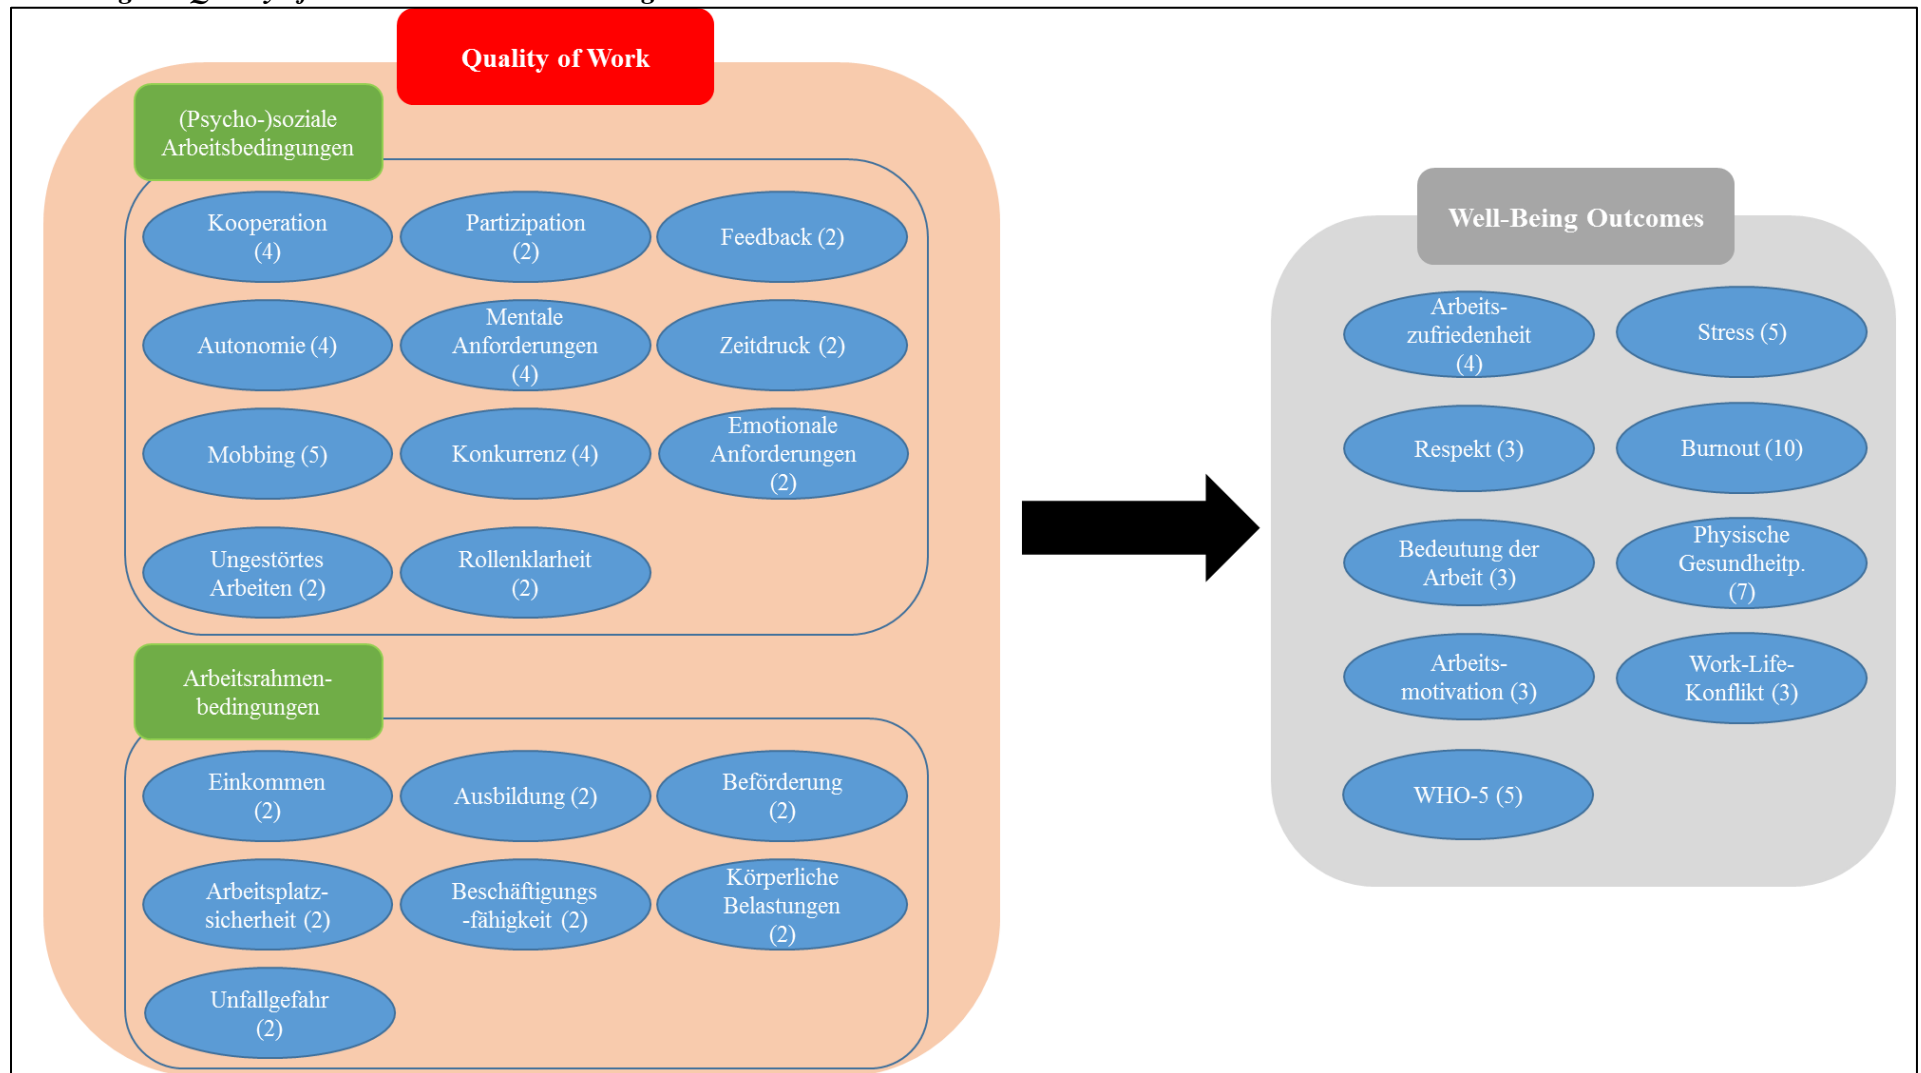 Quality of Work
(Psycho-)soziale
Arbeitsbedingungen
Kooperation
(4)
Partizipation
(2)
Feedback (2)
Autonomie (4)
Mentale
Anforderungen
(4)
Zeitdruck (2)
Mobbing (5)
Konkurrenz (4)
Emotionale
Anforderungen
(2)
Ungestörtes
Arbeiten (2)
Rollenklarheit
(2)
Arbeitsrahmen-
bedingungen
Einkommen
(2)
Ausbildung (2)
Beförderung
(2)
Arbeitsplatz-
sicherheit (2)
Beschäftigungs
-fähigkeit (2)
Körperliche
Belastungen
(2)
Unfallgefahr
(2)
Well-Being Outcomes
Arbeits-
zufriedenheit
(4)
Stress (5)
Respekt (3)
Burnout (10)
Bedeutung der
Arbeit (3)
Physische
Gesundheitp.
(7)
Arbeits-
motivation (3)
Work-Life-
Konflikt (3)
WHO-5 (5)